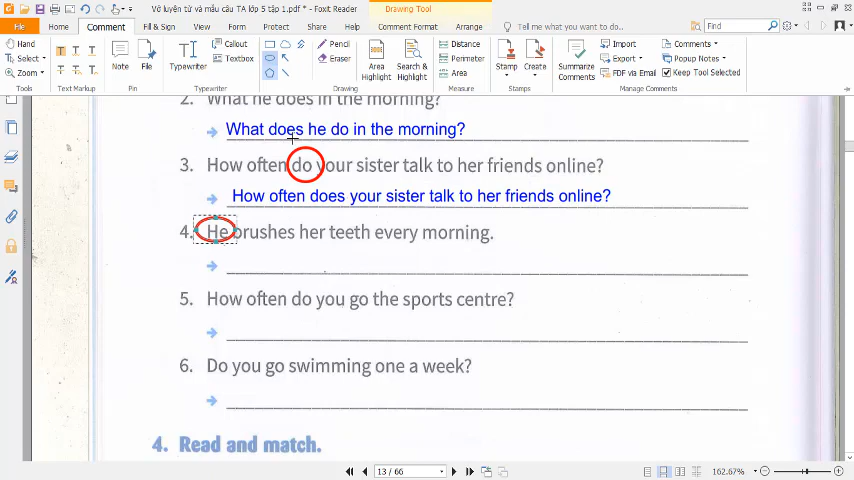 Võ luyện từ và mẫu câu TA lớp 5 tập 1.pdf * - Foxit Reader
Drawing Tool
File Home Comment Fill & Sign View Form Protect Share Help Arrange
Tell me what you want to do...
Find
Hand
Select
Zoom
T T T
T T T
Note
File
Typewriter
Callout
Textbox
Pencil
Eraser
Area Highlight
Search & Highlight
Distance
Perimeter
Area
Stamp
Create
Summarize Comments
Import
Export
FDF via Email
Comments
Popup Notes
Keep Tool Selected
Tools Text Markup Pin Typewriter Drawing Measure Stamps Manage Comments
2. What he does in the morning?
What does he do in the morning?
3. How often do your sister talk to her friends online?
How often does your sister talk to her friends online?
4. He brushes her teeth every morning.
5. How often do you go the sports centre?
6. Do you go swimming one a week?
4. Read and match.
13 / 66
162.67%